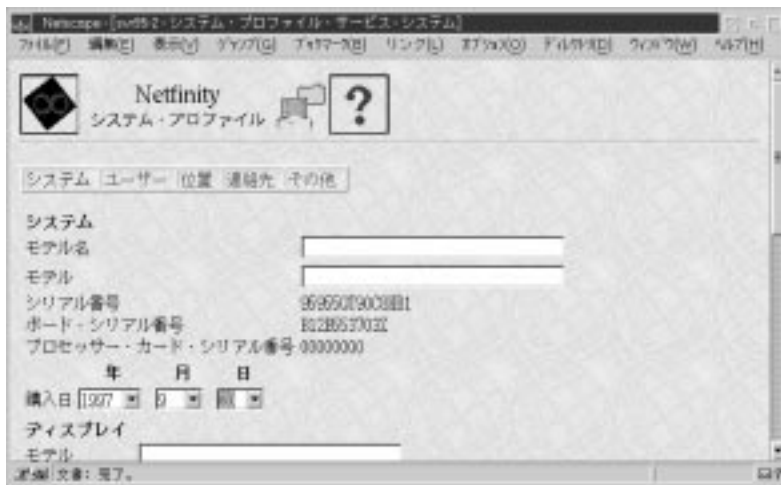 Netscape - [svr65-2 - システム・プロファイル・サービス - システム]
ファイル(F) 編集(E) 表示(V) ジャンプ(G) ブックマーク(B) リンク(L) オプション(O) ディレクトリ(D) ウィンドウ(W) ヘルプ(H)
Netfinity
システム・プロファイル
?
システム ユーザー 位置 連絡先 その他
システム
モデル名
モデル
シリアル番号
ボード・シリアル番号
プロセッサー・カード・シリアル番号 00000000
年 月 日
購入日 1997 9
ディスプレイ
モデル
文書: 完了。